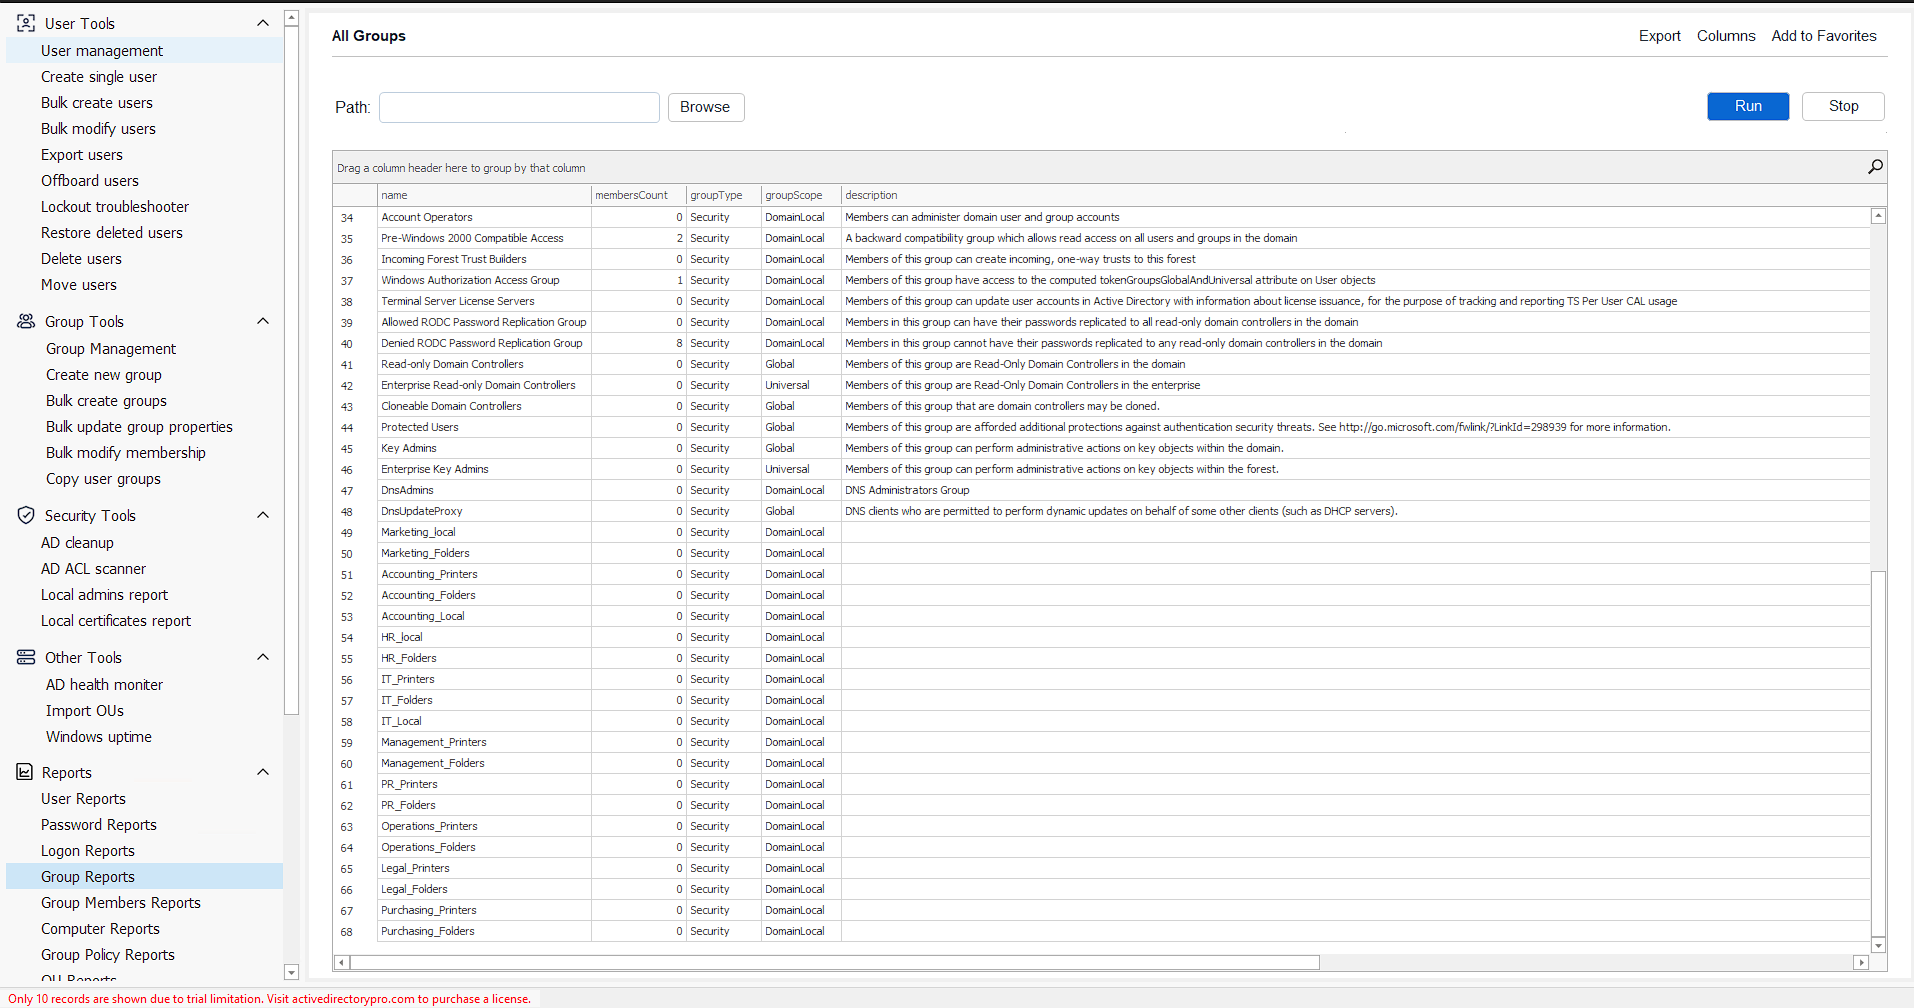 User Tools
User management
Create single user
Bulk create users
Bulk modify users
Export users
Offboard users
Lockout troubleshooter
Restore deleted users
Delete users
Move users
Group Tools
Group Management
Create new group
Bulk create groups
Bulk update group properties
Bulk modify membership
Copy user groups
Security Tools
AD cleanup
AD ACL scanner
Local admins report
Local certificates report
Other Tools
AD health moniter
Import OUs
Windows uptime
Reports
User Reports
Password Reports
Logon Reports
Group Reports
Group Members Reports
Computer Reports
Group Policy Reports
OU Reports
All Groups
Export Columns Add to Favorites
Path: Browse Run Stop
Drag a column header here to group by that column
name membersCount groupType groupScope description
34 Account Operators 0 Security DomainLocal Members can administer domain user and group accounts
35 Pre-Windows 2000 Compatible Access 2 Security DomainLocal A backward compatibility group which allows read access on all users and groups in the domain
36 Incoming Forest Trust Builders 0 Security DomainLocal Members of this group can create incoming, one-way trusts to this forest
37 Windows Authorization Access Group 1 Security DomainLocal Members of this group have access to the computed tokenGroupsGlobalAndUniversal attribute on User objects
38 Terminal Server License Servers 0 Security DomainLocal Members of this group can update user accounts in Active Directory with information about license issuance, for the purpose of tracking and reporting TS Per User CAL usage
39 Allowed RODC Password Replication Group 0 Security DomainLocal Members in this group can have their passwords replicated to all read-only domain controllers in the domain
40 Denied RODC Password Replication Group 8 Security DomainLocal Members in this group cannot have their passwords replicated to any read-only domain controllers in the domain
41 Read-only Domain Controllers 0 Security Global Members of this group are Read-Only Domain Controllers in the domain
42 Enterprise Read-only Domain Controllers 0 Security Universal Members of this group are Read-Only Domain Controllers in the enterprise
43 Cloneable Domain Controllers 0 Security Global Members of this group that are domain controllers may be cloned.
44 Protected Users 0 Security Global Members of this group are afforded additional protections against authentication security threats. See http://go.microsoft.com/fwlink/?LinkId=298939 for more information.
45 Key Admins 0 Security Global Members of this group can perform administrative actions on key objects within the domain.
46 Enterprise Key Admins 0 Security Universal Members of this group can perform administrative actions on key objects within the forest.
47 DnsAdmins 0 Security DomainLocal DNS Administrators Group
48 DnsUpdateProxy 0 Security Global DNS clients who are permitted to perform dynamic updates on behalf of some other clients (such as DHCP servers).
49 Marketing_local 0 Security DomainLocal
50 Marketing_Folders 0 Security DomainLocal
51 Accounting_Printers 0 Security DomainLocal
52 Accounting_Folders 0 Security DomainLocal
53 Accounting_Local 0 Security DomainLocal
54 HR_local 0 Security DomainLocal
55 HR_Folders 0 Security DomainLocal
56 IT_Printers 0 Security DomainLocal
57 IT_Folders 0 Security DomainLocal
58 IT_Local 0 Security DomainLocal
59 Management_Printers 0 Security DomainLocal
60 Management_Folders 0 Security DomainLocal
61 PR_Printers 0 Security DomainLocal
62 PR_Folders 0 Security DomainLocal
63 Operations_Printers 0 Security DomainLocal
64 Operations_Folders 0 Security DomainLocal
65 Legal_Printers 0 Security DomainLocal
66 Legal_Folders 0 Security DomainLocal
67 Purchasing_Printers 0 Security DomainLocal
68 Purchasing_Folders 0 Security DomainLocal
Only 10 records are shown due to trial limitation. Visit activedirectorypro.com to purchase a license.